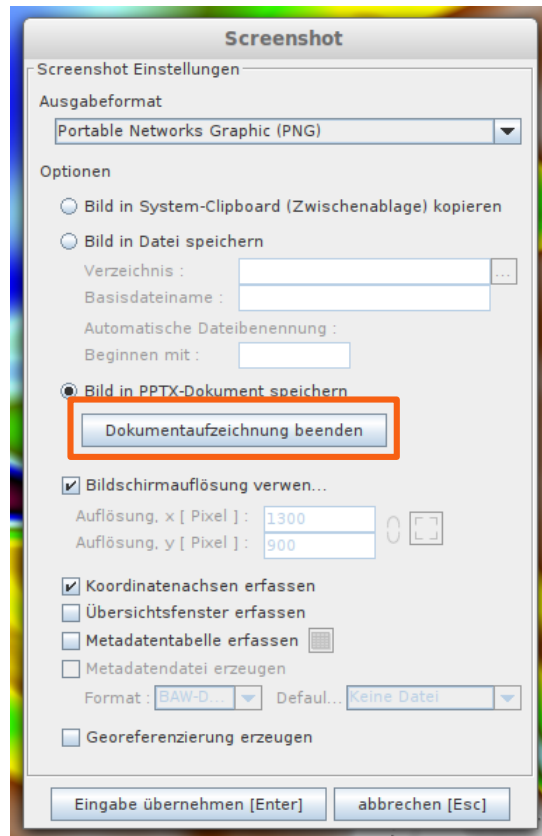 Screenshot
Screenshot Einstellungen
Ausgabeformat
Portable Networks Graphic (PNG)
Optionen
Bild in System-Clipboard (Zwischenablage) kopieren
Bild in Datei speichern
Verzeichnis :
...
Basisdateiname :
Automatische Dateibenennung :
Beginnen mit :
Bild in PPTX-Dokument speichern
Dokumentaufzeichnung beenden
Bildschirmauflösung verwen...
Auflösung, x [ Pixel ] : 1300
Auflösung, y [ Pixel ] : 900
Koordinatenachsen erfassen
Übersichtsfenster erfassen
Metadatentabelle erfassen
Metadatendatei erzeugen
Format : BAW-D... Defaul... Keine Datei
Georeferenzierung erzeugen
Eingabe übernehmen [Enter] abbrechen [Esc]